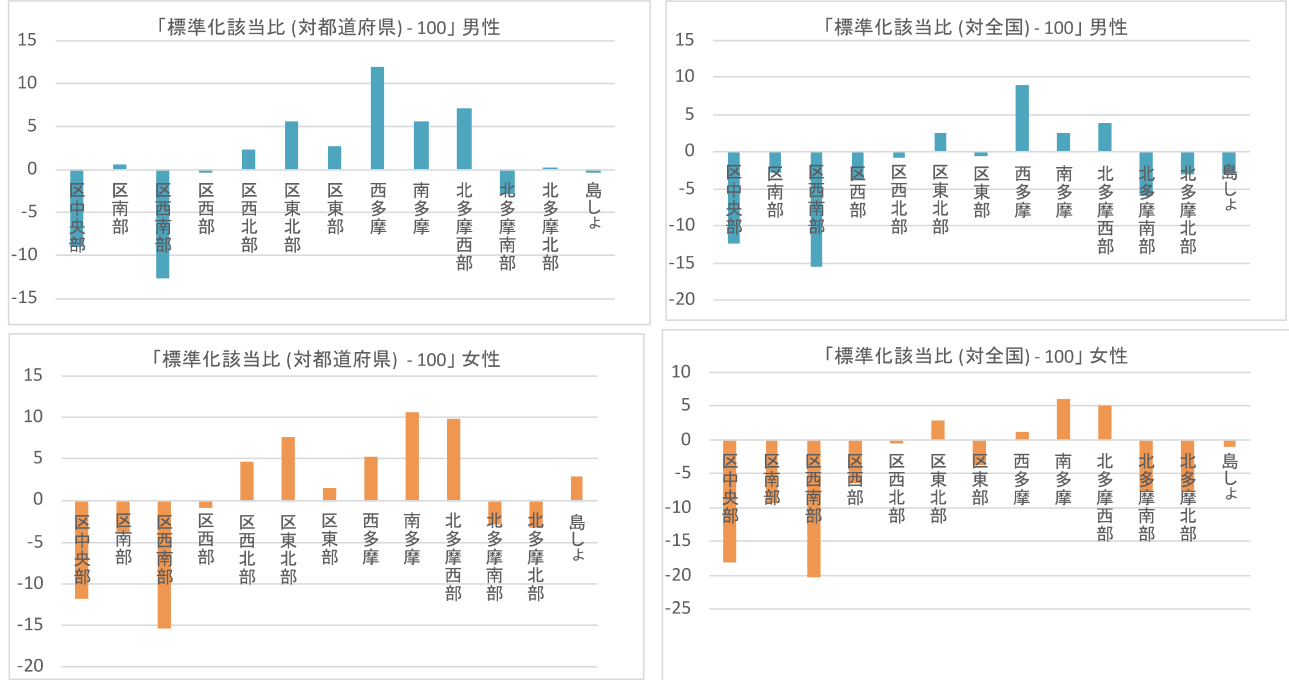 「標準化該当比 (対都道府県) - 100」 男性
15
10
5
0
-5
-10
-15
区中央部
区南部
区西南部
区西部
区西北部
区東北部
区東部
西多摩
南多摩
北多摩西部
北多摩南部
北多摩北部
島しょ
「標準化該当比 (対全国) - 100」 男性
15
10
5
0
-5
-10
-15
-20
区中央部
区南部
区西南部
区西部
区西北部
区東北部
区東部
西多摩
南多摩
北多摩西部
北多摩南部
北多摩北部
島しょ
「標準化該当比 (対都道府県) - 100」 女性
15
10
5
0
-5
-10
-15
-20
区中央部
区南部
区西南部
区西部
区西北部
区東北部
区東部
西多摩
南多摩
北多摩西部
北多摩南部
北多摩北部
島しょ
「標準化該当比 (対全国) - 100」 女性
10
5
0
-5
-10
-15
-20
-25
区中央部
区南部
区西南部
区西部
区西北部
区東北部
区東部
西多摩
南多摩
北多摩西部
北多摩南部
北多摩北部
島しょ